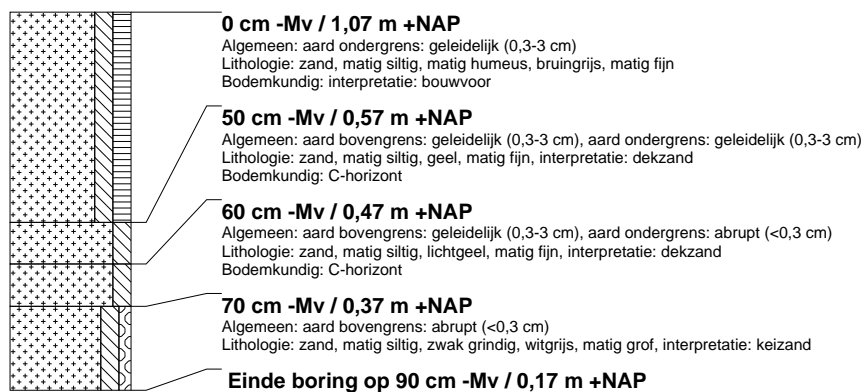 0 cm -Mv / 1,07 m +NAP
Algemeen: aard ondergrens: geleidelijk (0,3-3 cm)
Lithologie: zand, matig siltig, matig humeus, bruingrijs, matig fijn
Bodemkundig: interpretatie: bouwvoor
50 cm -Mv / 0,57 m +NAP
Algemeen: aard bovengrens: geleidelijk (0,3-3 cm), aard ondergrens: geleidelijk (0,3-3 cm)
Lithologie: zand, matig siltig, geel, matig fijn, interpretatie: dekzand
Bodemkundig: C-horizont
60 cm -Mv / 0,47 m +NAP
Algemeen: aard bovengrens: geleidelijk (0,3-3 cm), aard ondergrens: abrupt (<0,3 cm)
Lithologie: zand, matig siltig, lichtgeel, matig fijn, interpretatie: dekzand
Bodemkundig: C-horizont
70 cm -Mv / 0,37 m +NAP
Algemeen: aard bovengrens: abrupt (<0,3 cm)
Lithologie: zand, matig siltig, zwak grindig, witgrijs, matig grof, interpretatie: keizand
Einde boring op 90 cm -Mv / 0,17 m +NAP